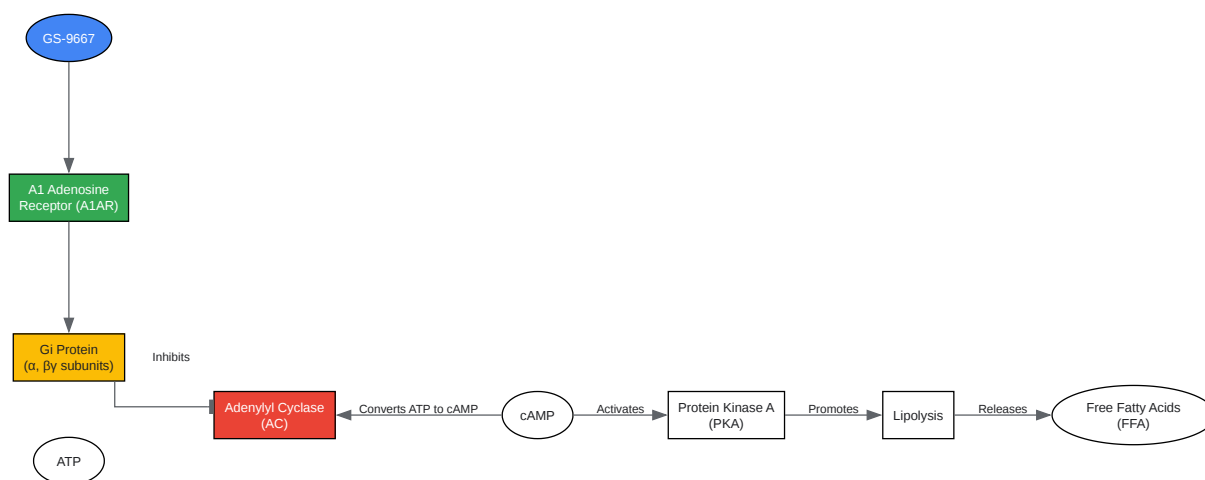 GS-9667
A1 Adenosine
Receptor (A1AR)
Gi Protein
(α, βγ subunits)
Inhibits
Adenylyl Cyclase
(AC)
Converts ATP to cAMP
cAMP
Activates
Protein Kinase A
(PKA)
Promotes
Lipolysis
Releases
Free Fatty Acids
(FFA)
ATP